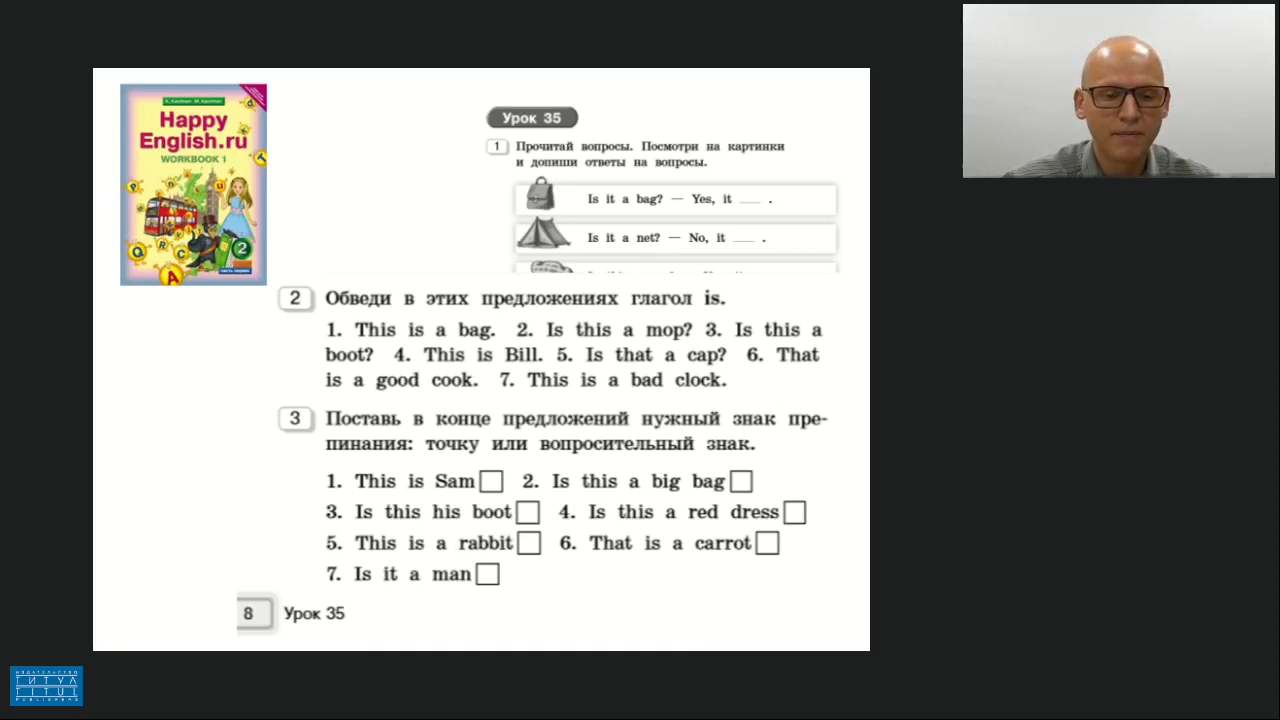 К. Кауфман М. Кауфман
Happy
English.ru
WORKBOOK 1
2
Урок 35
1 Прочитай вопросы. Посмотри на картинки
и допиши ответы на вопросы.
Is it a bag? — Yes, it ___ .
Is it a net? — No, it ___ .
2 Обведи в этих предложениях глагол is.
1. This is a bag. 2. Is this a mop? 3. Is this a
boot? 4. This is Bill. 5. Is that a cap? 6. That
is a good cook. 7. This is a bad clock.
3 Поставь в конце предложений нужный знак пре-
пинания: точку или вопросительный знак.
1. This is Sam 2. Is this a big bag
3. Is this his boot 4. Is this a red dress
5. This is a rabbit 6. That is a carrot
7. Is it a man
8 Урок 35
ИЗДАТЕЛЬСТВО
ТИТУЛ
TITUL
PUBLISHERS